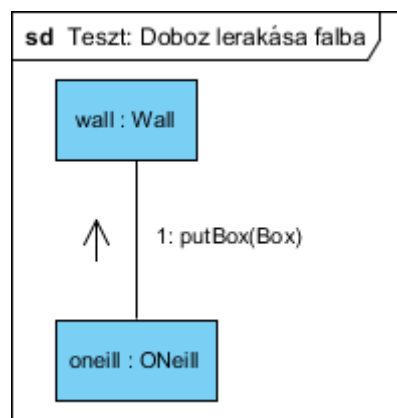 sd Teszt: Doboz lerakása falba
wall : Wall
1: putBox(Box)
oneill : ONeill